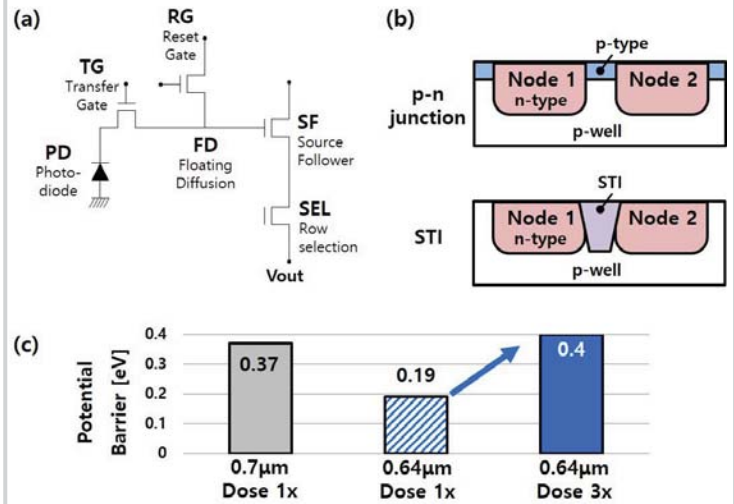 (a)
RG
Reset
Gate
TG
Transfer
Gate
SF
Source
Follower
PD
Photo-
diode
FD
Floating
Diffusion
SEL
Row
selection
Vout
(b)
p-type
Node 1
n-type
Node 2
p-well
p-n
junction
STI
Node 1
n-type
Node 2
p-well
STI
(c)
Potential
Barrier [eV]
0.4
0.3
0.2
0.1
0
0.37
0.19
0.4
0.7μm
Dose 1x
0.64μm
Dose 1x
0.64μm
Dose 3x